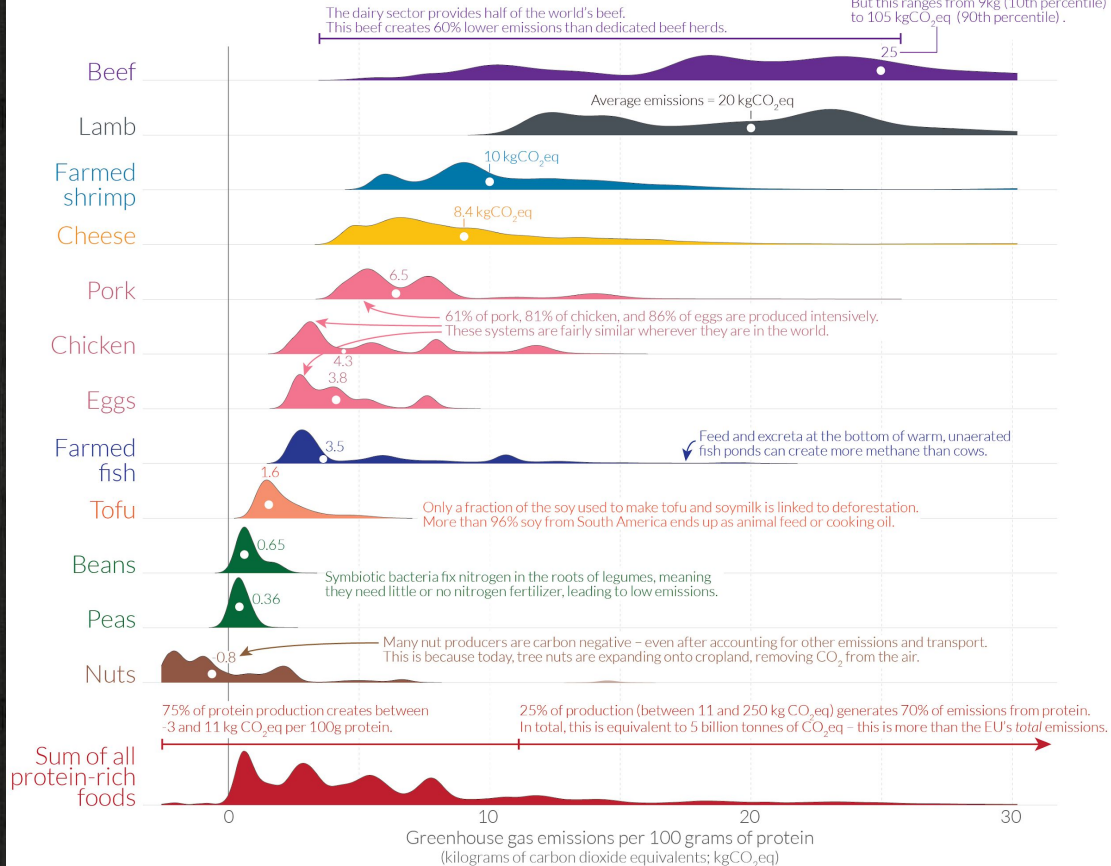 But this ranges from 9kg (10th percentile)
to 105 kgCO₂eq (90th percentile) .
The dairy sector provides half of the world's beef.
This beef creates 60% lower emissions than dedicated beef herds.
25
Beef
Average emissions = 20 kgCO₂eq
Lamb
10 kgCO₂eq
Farmed
shrimp
8.4 kgCO₂eq
Cheese
6.5
Pork
61% of pork, 81% of chicken, and 86% of eggs are produced intensively.
These systems are fairly similar wherever they are in the world.
Chicken
4.3
3.8
Eggs
Farmed
fish
3.5
Feed and excreta at the bottom of warm, unaerated
fish ponds can create more methane than cows.
1.6
Tofu
Only a fraction of the soy used to make tofu and soymilk is linked to deforestation.
More than 96% soy from South America ends up as animal feed or cooking oil.
0.65
Beans
Symbiotic bacteria fix nitrogen in the roots of legumes, meaning
they need little or no nitrogen fertilizer, leading to low emissions.
0.36
Peas
Many nut producers are carbon negative – even after accounting for other emissions and transport.
This is because today, tree nuts are expanding onto cropland, removing CO₂ from the air.
-0.8
Nuts
75% of protein production creates between
-3 and 11 kg CO₂eq per 100g protein.
25% of production (between 11 and 250 kg CO₂eq) generates 70% of emissions from protein.
In total, this is equivalent to 5 billion tonnes of CO₂eq – this is more than the EU's total emissions.
Sum of all
protein-rich
foods
0
10
20
30
Greenhouse gas emissions per 100 grams of protein
(kilograms of carbon dioxide equivalents; kgCO₂eq)